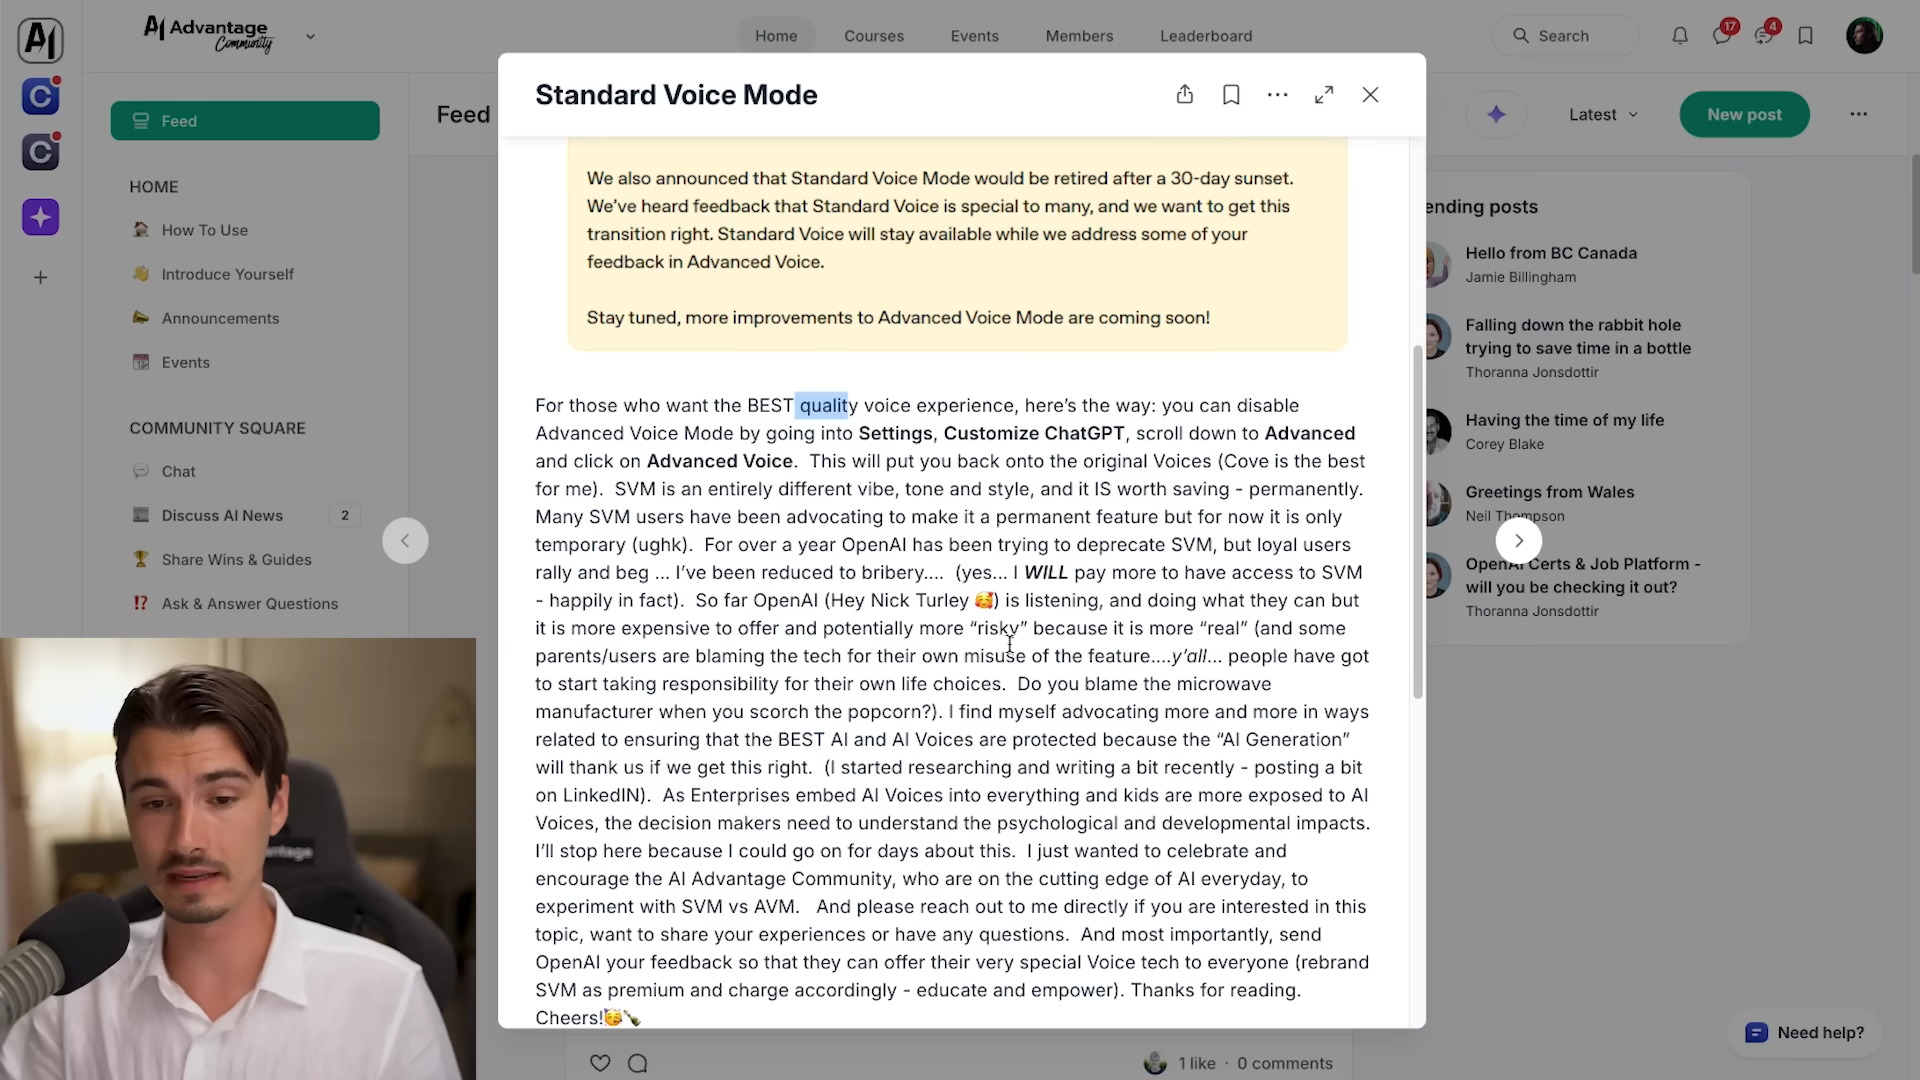 AI Advantage
Community
Home
Courses
Events
Members
Leaderboard
Search
17
4
C
Feed
Feed
Latest
New post
C
HOME
How To Use
Introduce Yourself
Announcements
Events
COMMUNITY SQUARE
Chat
Discuss AI News
2
Share Wins & Guides
Ask & Answer Questions
Standard Voice Mode
We also announced that Standard Voice Mode would be retired after a 30-day sunset.
We've heard feedback that Standard Voice is special to many, and we want to get this
transition right. Standard Voice will stay available while we address some of your
feedback in Advanced Voice.
Stay tuned, more improvements to Advanced Voice Mode are coming soon!
For those who want the BEST quality voice experience, here's the way: you can disable
Advanced Voice Mode by going into Settings, Customize ChatGPT, scroll down to Advanced
and click on Advanced Voice.  This will put you back onto the original Voices (Cove is the best
for me).  SVM is an entirely different vibe, tone and style, and it IS worth saving - permanently.
Many SVM users have been advocating to make it a permanent feature but for now it is only
temporary (ughk).  For over a year OpenAI has been trying to deprecate SVM, but loyal users
rally and beg ... I've been reduced to bribery....  (yes... I WILL pay more to have access to SVM
- happily in fact).  So far OpenAI (Hey Nick Turley 🥰) is listening, and doing what they can but
it is more expensive to offer and potentially more “risky” because it is more “real” (and some
parents/users are blaming the tech for their own misuse of the feature....y'all... people have got
to start taking responsibility for their own life choices.  Do you blame the microwave
manufacturer when you scorch the popcorn?). I find myself advocating more and more in ways
related to ensuring that the BEST AI and AI Voices are protected because the “AI Generation”
will thank us if we get this right.  (I started researching and writing a bit recently - posting a bit
on LinkedIN).  As Enterprises embed AI Voices into everything and kids are more exposed to AI
Voices, the decision makers need to understand the psychological and developmental impacts.
I'll stop here because I could go on for days about this.  I just wanted to celebrate and
encourage the AI Advantage Community, who are on the cutting edge of AI everyday, to
experiment with SVM vs AVM.   And please reach out to me directly if you are interested in this
topic, want to share your experiences or have any questions.  And most importantly, send
OpenAI your feedback so that they can offer their very special Voice tech to everyone (rebrand
SVM as premium and charge accordingly - educate and empower). Thanks for reading.
Cheers!🥳🍾
1 like · 0 comments
ending posts
Hello from BC Canada
Jamie Billingham
Falling down the rabbit hole
trying to save time in a bottle
Thoranna Jonsdottir
Having the time of my life
Corey Blake
Greetings from Wales
Neil Thompson
OpenAI Certs & Job Platform -
will you be checking it out?
Thoranna Jonsdottir
Need help?